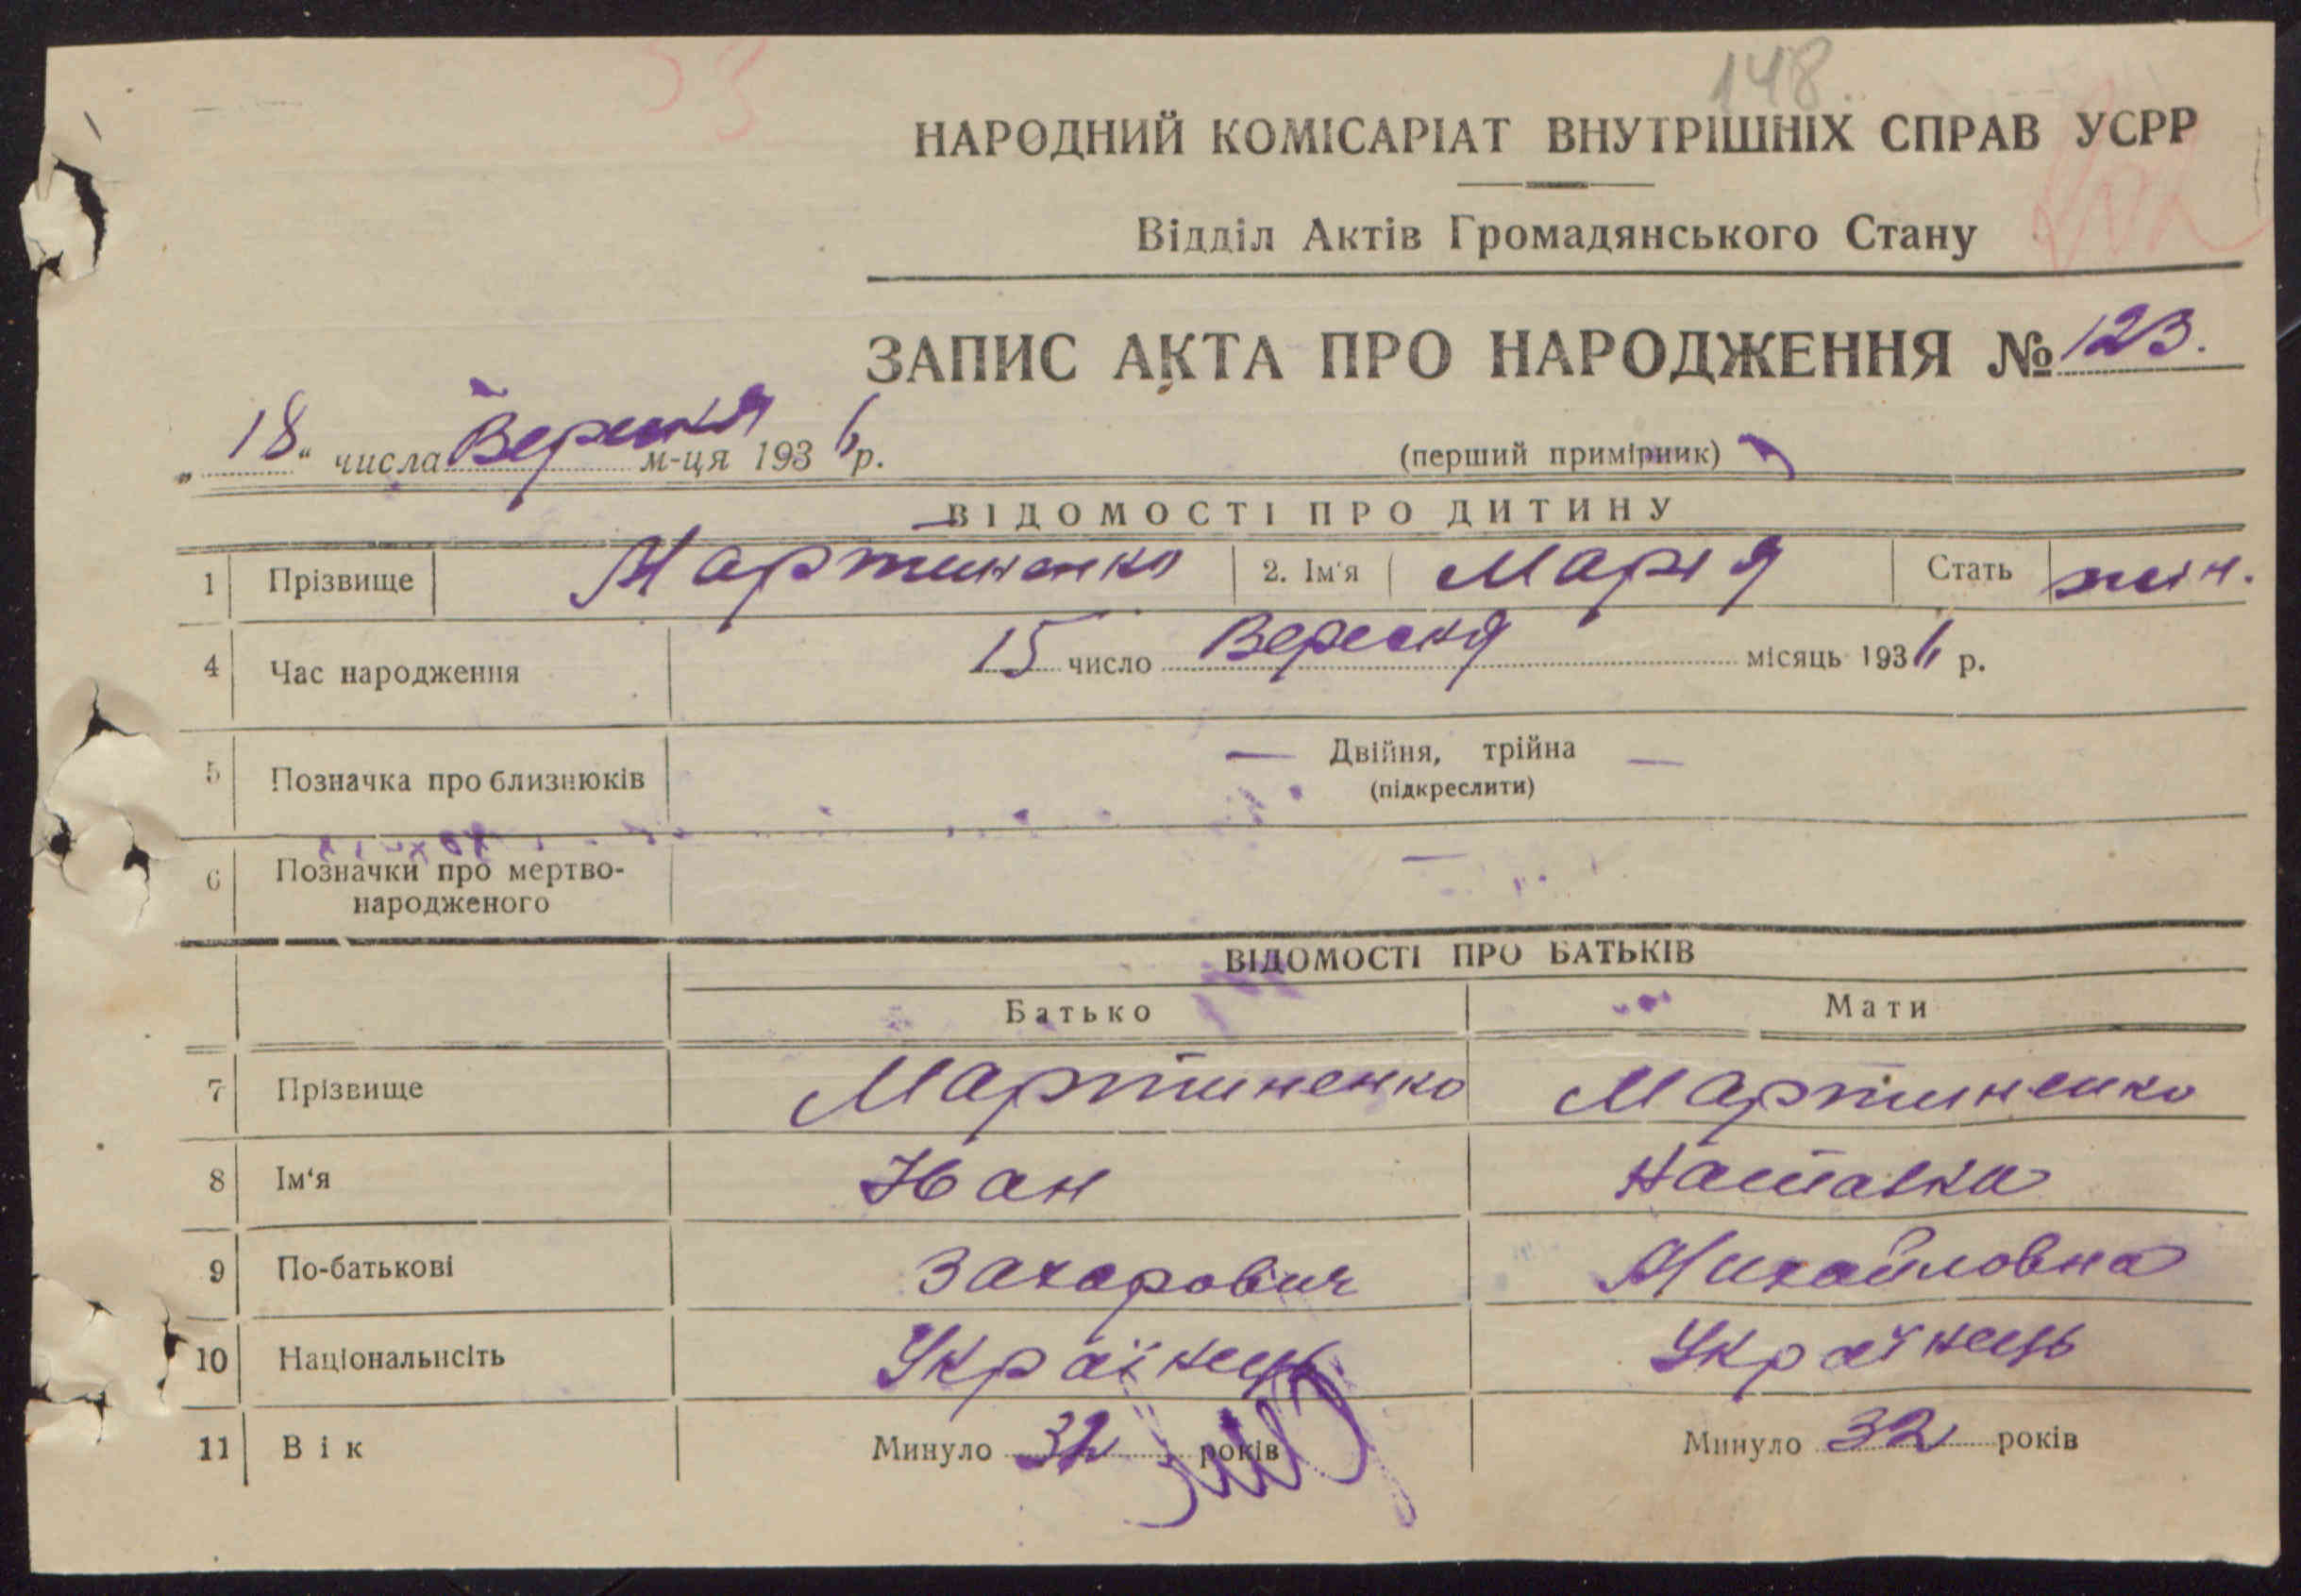 148.
НАРОДНИЙ КОМІСАРІАТ ВНУТРІШНІХ СПРАВ УСРР
Відділ Актів Громадянського Стану
ЗАПИС АКТА ПРО НАРОДЖЕННЯ № 123.
„18“ числа Вересня м-ця 1936 р.
(перший примірник)
ВІДОМОСТІ ПРО ДИТИНУ
1 Прізвище Мартиненко 2. Ім'я Марія Стать жін.
4 Час народження 15 число Вересня місяць 1936 р.
5 Позначка про близнюків — Двійня, трійна —
(підкреслити)
6 Позначки про мертво- —
народженого
ВІДОМОСТІ ПРО БАТЬКІВ
Батько Мати
7 Прізвище Мартиненко Мартиненко
8 Ім'я Іван
9 По-батькові Захарович Михайловна
10 Національнсіть Українець Українець
11 Вік Минуло 32 років Минуло 32 років